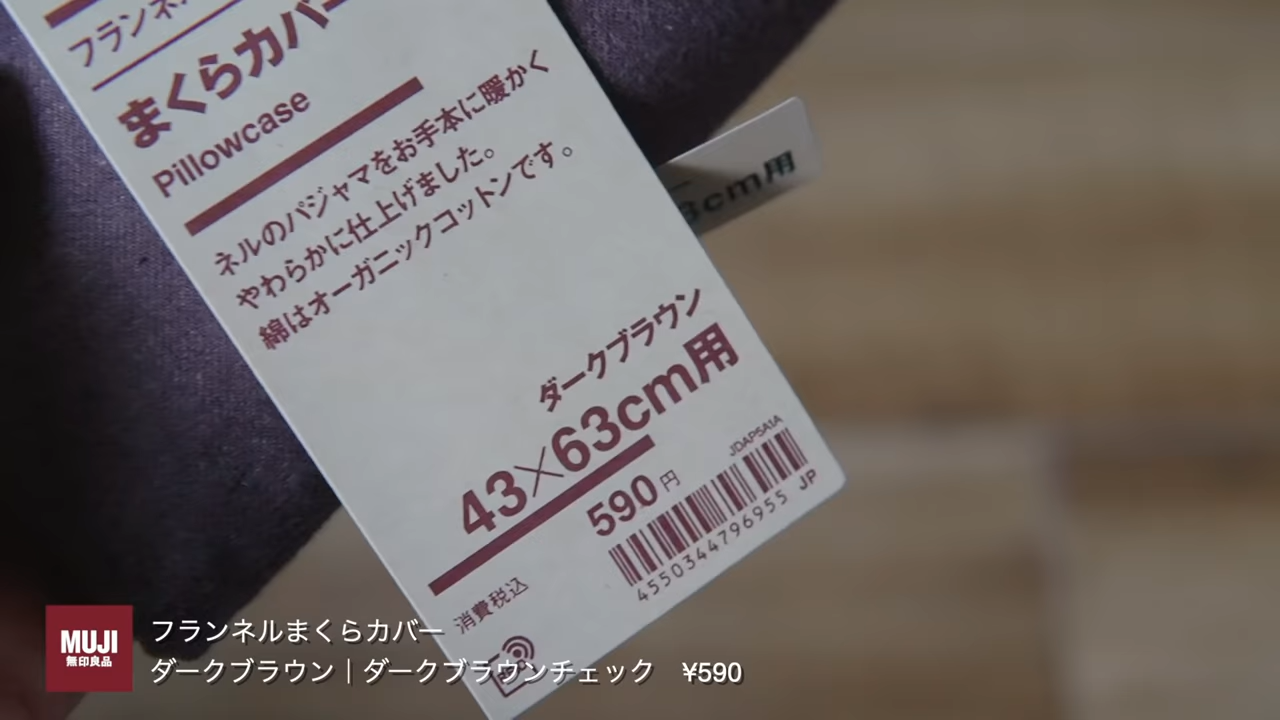 フランネル
まくらカバー
Pillowcase
ネルのパジャマをお手本に暖かく
やわらかに仕上げました。
綿はオーガニックコットンです。
ダークブラウン
43×63cm用
590円
JDAP5A1A
4550344796955 JP
消費税込
3cm用
MUJI
無印良品
フランネルまくらカバー
ダークブラウン｜ダークブラウンチェック ¥590